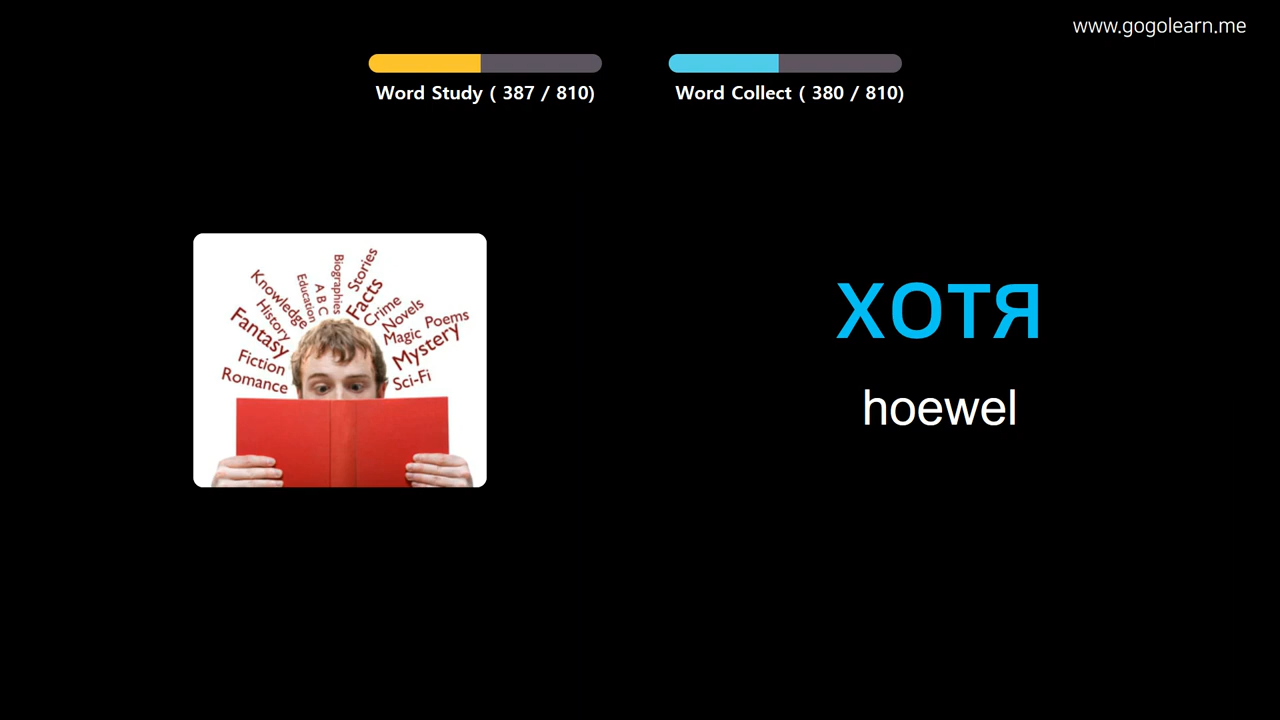 www.gogolearn.me
Word Study ( 387 / 810)
Word Collect ( 380 / 810)
Knowledge
History
Fantasy
Fiction
Romance
Education
A B C
Biographies
Stories
Facts
Crime
Novels
Magic
Poems
Mystery
Sci-Fi
хотя
hoewel